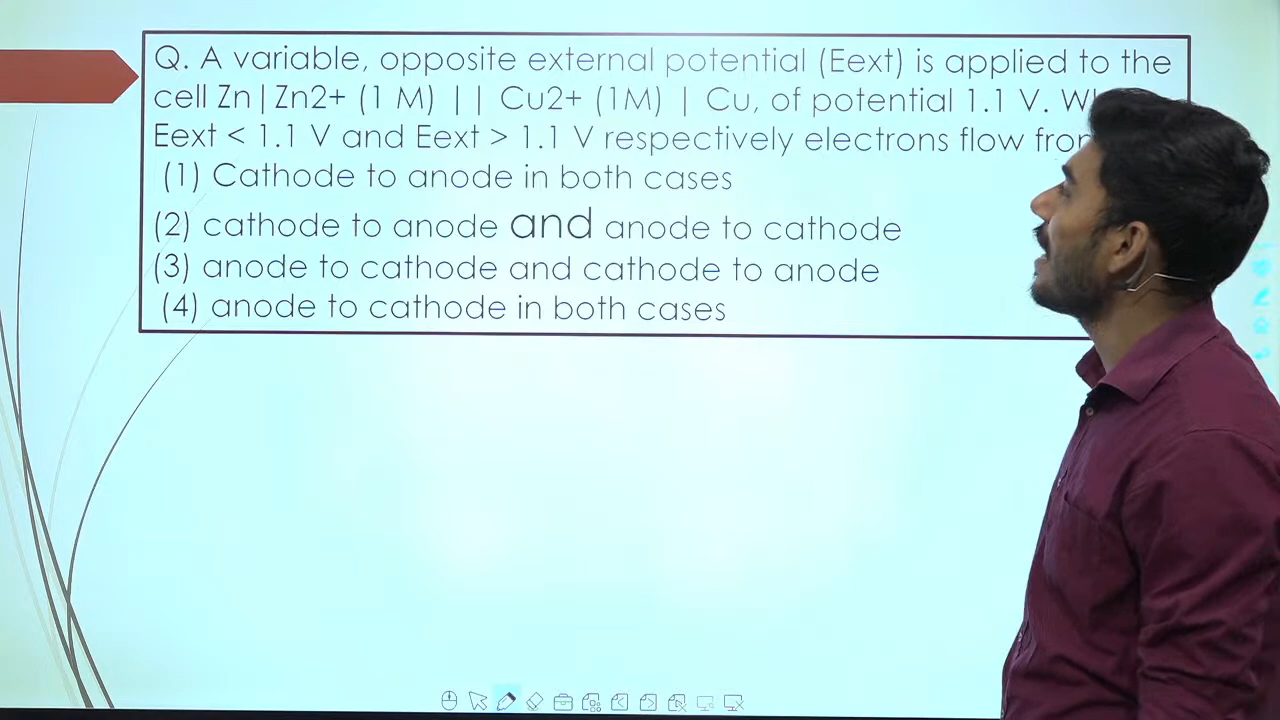 Q. A variable, opposite external potential (Eext) is applied to the
cell Zn|Zn2+ (1 M) || Cu2+ (1M) | Cu, of potential 1.1 V.
Eext < 1.1 V and Eext > 1.1 V respectively electrons flow
(1) Cathode to anode in both cases
(2) cathode to anode and anode to cathode
(3) anode to cathode and cathode to anode
(4) anode to cathode in both cases